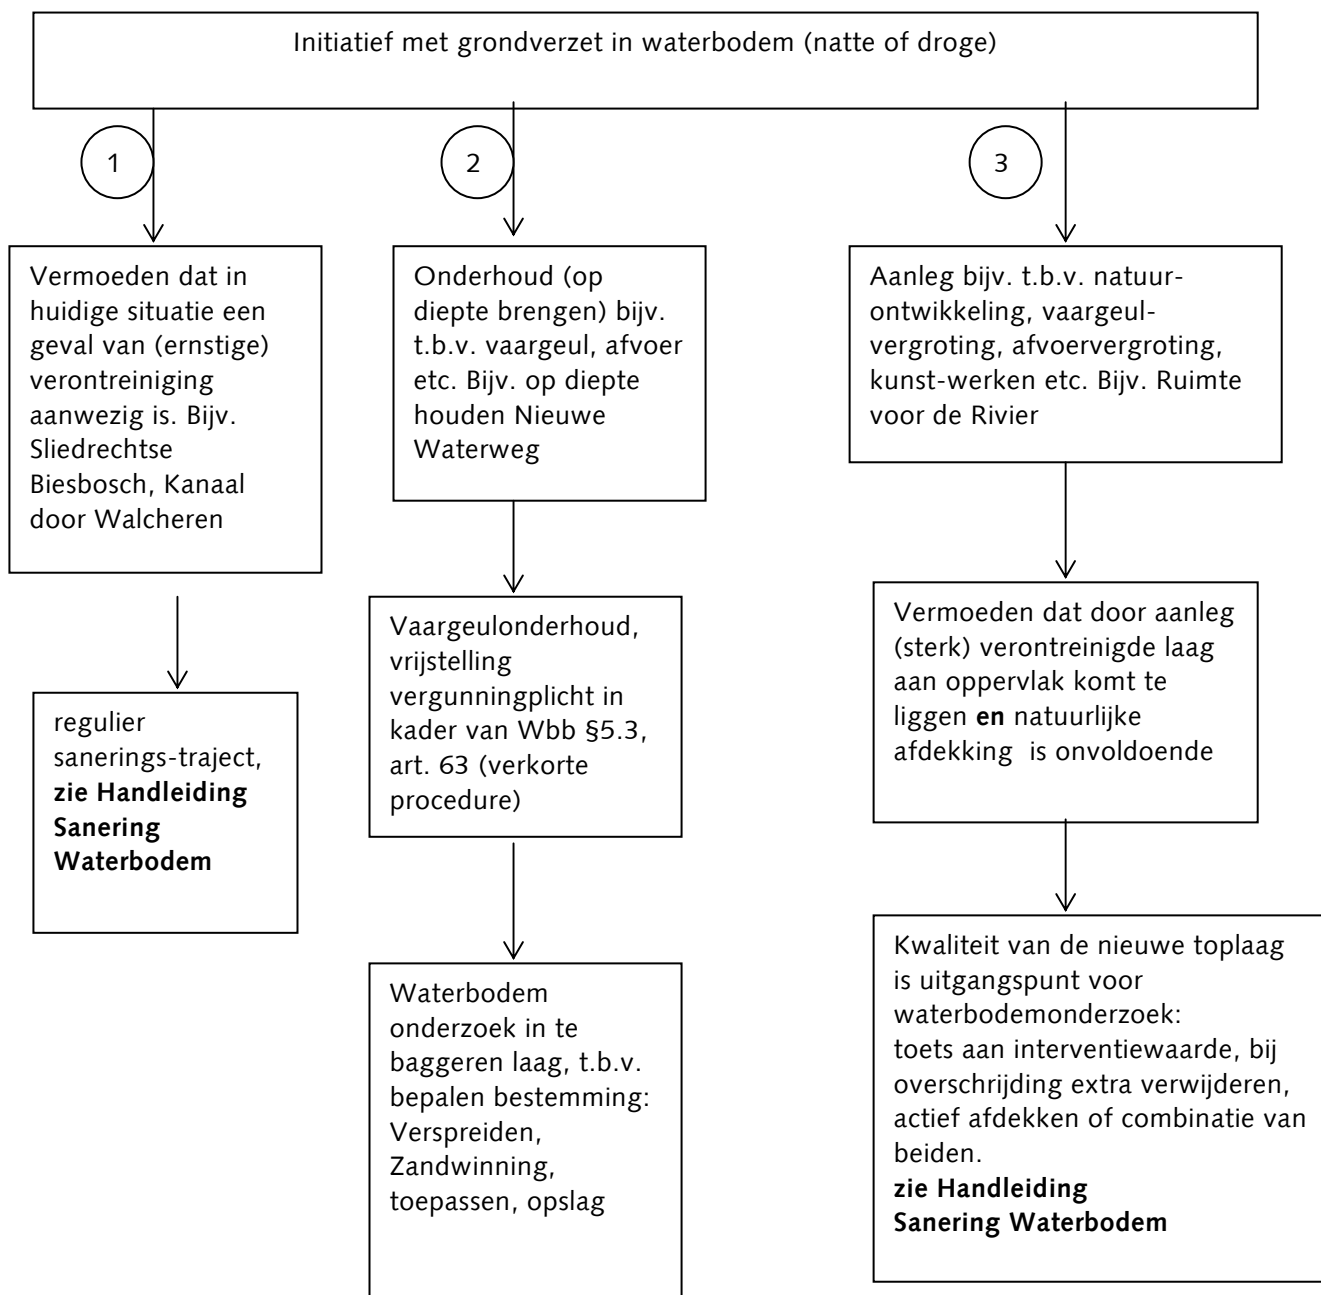 Initiatief met grondverzet in waterbodem (natte of droge)
1
2
3
Vermoeden dat in
huidige situatie een
geval van (ernstige)
verontreiniging
aanwezig is. Bijv.
Sliedrechtse
Biesbosch, Kanaal
door Walcheren
regulier
sanerings-traject,
zie Handleiding
Sanering
Waterbodem
Onderhoud (op
diepte brengen) bijv.
t.b.v. vaargeul, afvoer
etc. Bijv. op diepte
houden Nieuwe
Waterweg
Vaargeulonderhoud,
vrijstelling
vergunningplicht in
kader van Wbb §5.3,
art. 63 (verkorte
procedure)
Waterbodem
onderzoek in te
baggeren laag, t.b.v.
bepalen bestemming:
Verspreiden,
Zandwinning,
toepassen, opslag
Aanleg bijv. t.b.v. natuur-
ontwikkeling, vaargeul-
vergroting, afvoervergroting,
kunst-werken etc. Bijv. Ruimte
voor de Rivier
Vermoeden dat door aanleg
(sterk) verontreinigde laag
aan oppervlak komt te
liggen en natuurlijke
afdekking is onvoldoende
Kwaliteit van de nieuwe toplaag
is uitgangspunt voor
waterbodemonderzoek:
toets aan interventiewaarde, bij
overschrijding extra verwijderen,
actief afdekken of combinatie van
beiden.
zie Handleiding
Sanering Waterbodem